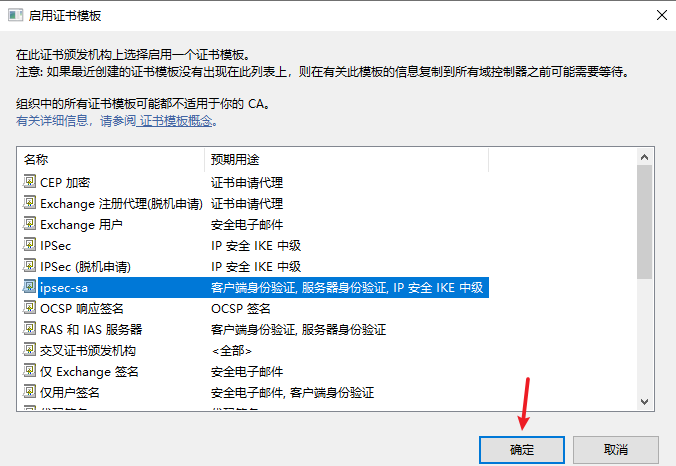 启用证书模板
在此证书颁发机构上选择启用一个证书模板。
注意: 如果最近创建的证书模板没有出现在此列表上，则在有关此模板的信息复制到所有域控制器之前可能需要等待。
组织中的所有证书模板可能都不适用于你的 CA。
有关详细信息，请参阅 证书模板概念。
名称 预期用途
CEP 加密 证书申请代理
Exchange 注册代理(脱机申请) 证书申请代理
Exchange 用户 安全电子邮件
IPSec IP 安全 IKE 中级
IPSec (脱机申请) IP 安全 IKE 中级
ipsec-sa 客户端身份验证, 服务器身份验证, IP 安全 IKE 中级
OCSP 响应签名 OCSP 签名
RAS 和 IAS 服务器 客户端身份验证, 服务器身份验证
交叉证书颁发机构 <全部>
仅 Exchange 签名 安全电子邮件
仅用户签名 安全电子邮件, 客户端身份验证
确定 取消